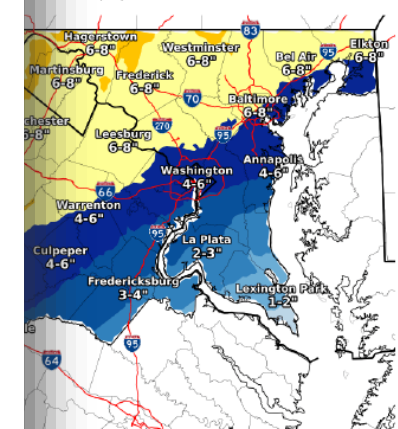 83
Hagerstown
6-8"
Westminster
6-8"
Elkton
6-8"
95
Bel Air
6-8"
Martinsburg
6-8"
Frederick
6-8"
70
Baltimore
6-8"
chester
6-8"
270
Leesburg
6-8"
95
Annapolis
4-6"
Washington
4-6"
66
Warrenton
4-6"
95
La Plata
2-3"
Culpeper
4-6"
Fredericksburg
3-4"
Lexington Park
1-2"
le
95
64